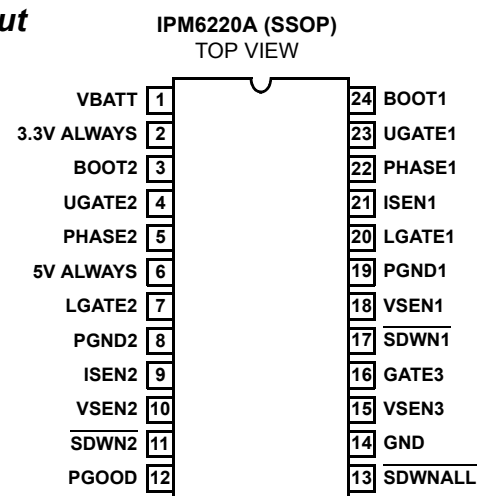 ut
IPM6220A (SSOP)
TOP VIEW
VBATT 1
3.3V ALWAYS 2
BOOT2 3
UGATE2 4
PHASE2 5
5V ALWAYS 6
LGATE2 7
PGND2 8
ISEN2 9
VSEN2 10
SDWN2 11
PGOOD 12
24 BOOT1
23 UGATE1
22 PHASE1
21 ISEN1
20 LGATE1
19 PGND1
18 VSEN1
17 SDWN1
16 GATE3
15 VSEN3
14 GND
13 SDWNALL